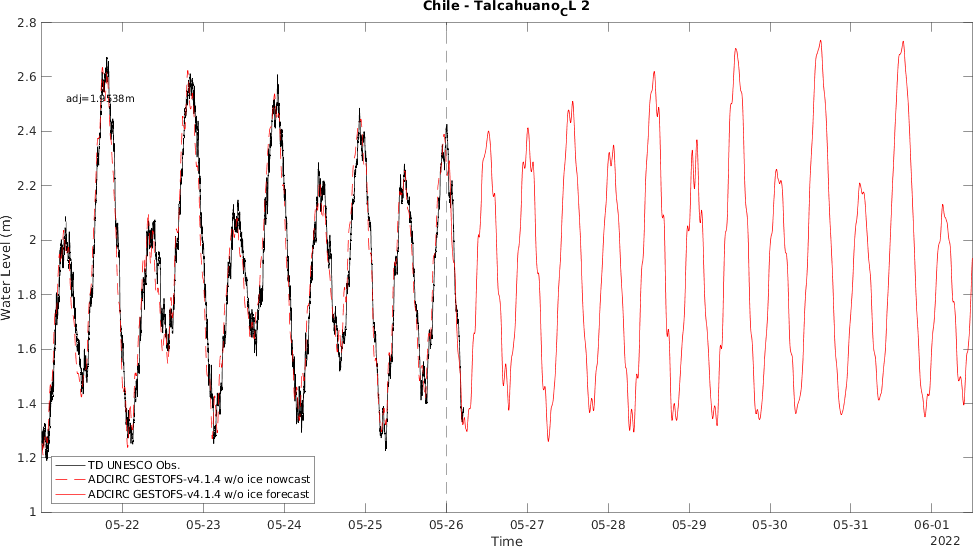 Chile - Talcahuano_CL 2
adj=1.9538m
Water Level (m)
2.8
2.6
2.4
2.2
2
1.8
1.6
1.4
1.2
1
TD UNESCO Obs.
ADCIRC GESTOFS-v4.1.4 w/o ice nowcast
ADCIRC GESTOFS-v4.1.4 w/o ice forecast
05-22 05-23 05-24 05-25 05-26 05-27 05-28 05-29 05-30 05-31 06-01
Time
2022